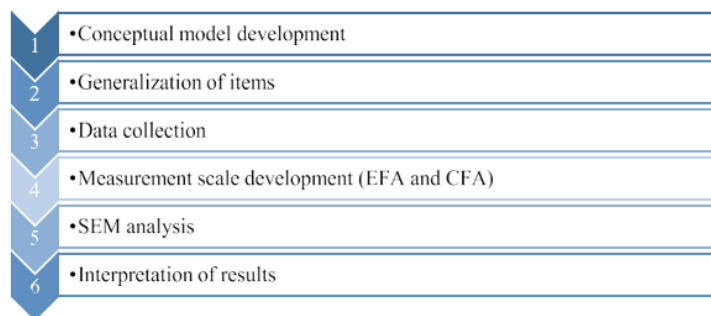 1 •Conceptual model development
2 •Generalization of items
3 •Data collection
4 •Measurement scale development (EFA and CFA)
5 •SEM analysis
6 •Interpretation of results